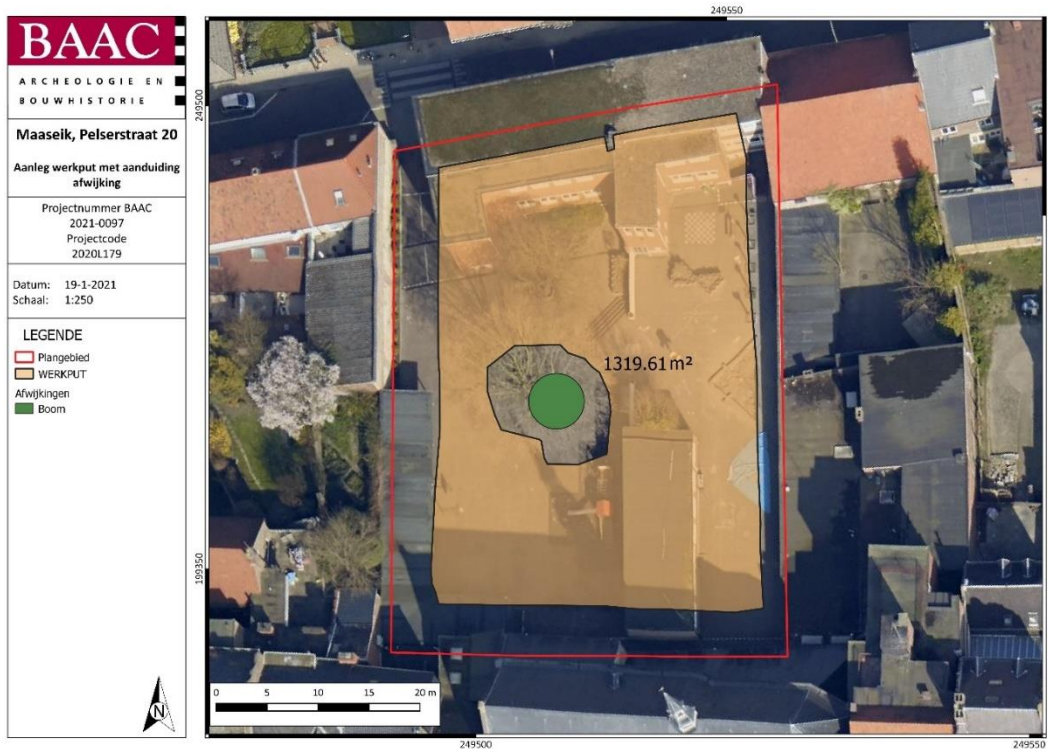 BAAC
ARCHEOLOGIE EN
BOUWHISTORIE
Maaseik, Pelserstraat 20
Aanleg werkput met aanduiding
afwijking
Projectnummer BAAC
2021-0097
Projectcode
2020L179
Datum: 19-1-2021
Schaal: 1:250
LEGENDE
Plangebied
WERKPUT
Afwijkingen
Boom
N
249550
249500
199350
1319.61 m²
0 5 10 15 20 m
249500
249550